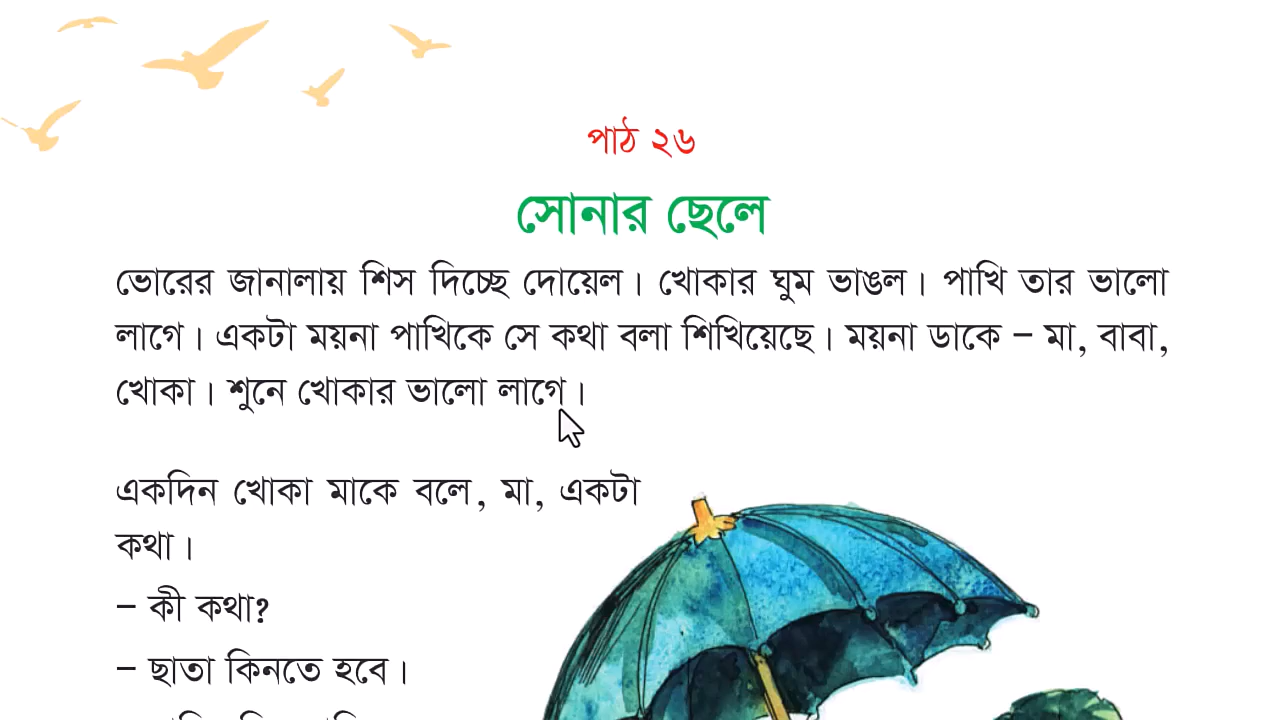 পাঠ ২৬
সোনার ছেলে
ভোরের জানালায় শিস দিচ্ছে দোয়েল। খোকার ঘুম ভাঙল। পাখি তার ভালো
লাগে। একটা ময়না পাখিকে সে কথা বলা শিখিয়েছে। ময়না ডাকে – মা, বাবা,
খোকা। শুনে খোকার ভালো লাগে।
একদিন খোকা মাকে বলে, মা, একটা
কথা।
– কী কথা?
– ছাতা কিনতে হবে।